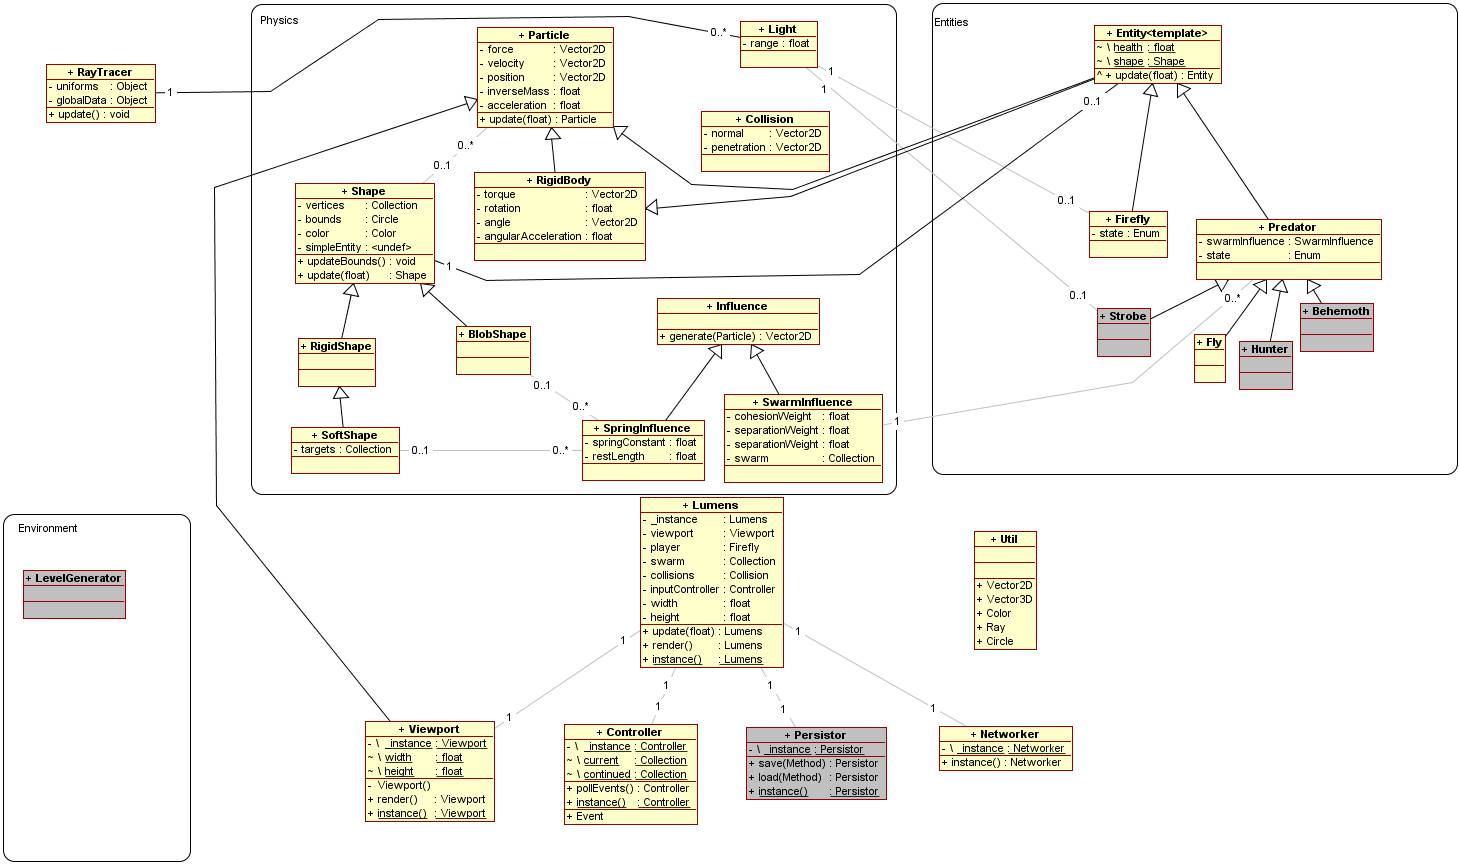 Physics
Entities
+ Particle
- force : Vector2D
- velocity : Vector2D
- position : Vector2D
- inverseMass : float
- acceleration : float
+ update(float) : Particle
+ Light
- range : float
0..*
+ Entity<template>
~ \ health : float
~ \ shape : Shape
^ + update(float) : Entity
+ RayTracer
- uniforms : Object
- globalData : Object
+ update() : void
1
1
1
0..1
+ Collision
- normal : Vector2D
- penetration : Vector2D
0..*
0..1
+ Shape
- vertices : Collection
- bounds : Circle
- color : Color
- simpleEntity : <undef>
+ updateBounds() : void
+ update(float) : Shape
1
+ RigidBody
- torque : Vector2D
- rotation : float
- angle : Vector2D
- angularAcceleration : float
0..1
+ Firefly
- state : Enum
+ Predator
- swarmInfluence : SwarmInfluence
- state : Enum
0..1
0..*
+ Strobe
+ Fly
+ Hunter
+ Behemoth
+ Influence
+ generate(Particle) : Vector2D
+ RigidShape
+ BlobShape
0..1
0..*
+ SwarmInfluence
- cohesionWeight : float
- separationWeight : float
- separationWeight : float
- swarm : Collection
1
+ SoftShape
- targets : Collection
0..1
0..*
+ SpringInfluence
- springConstant : float
- restLength : float
Environment
+ LevelGenerator
+ Lumens
- _instance : Lumens
- viewport : Viewport
- player : Firefly
- swarm : Collection
- collisions : Collision
- inputController : Controller
- width : float
- height : float
+ update(float) : Lumens
+ render() : Lumens
+ instance() : Lumens
+ Util
+ Vector2D
+ Vector3D
+ Color
+ Ray
+ Circle
1
1
1
1
1
1
1
1
+ Viewport
- \ _instance : Viewport
~ \ width : float
~ \ height : float
- Viewport()
+ render() : Viewport
+ instance() : Viewport
+ Controller
- \ _instance : Controller
~ \ current : Collection
~ \ continued : Collection
+ pollEvents() : Controller
+ instance() : Controller
+ Event
+ Persistor
- \ _instance : Persistor
+ save(Method) : Persistor
+ load(Method) : Persistor
+ instance() : Persistor
+ Networker
- \ _instance : Networker
+ instance() : Networker